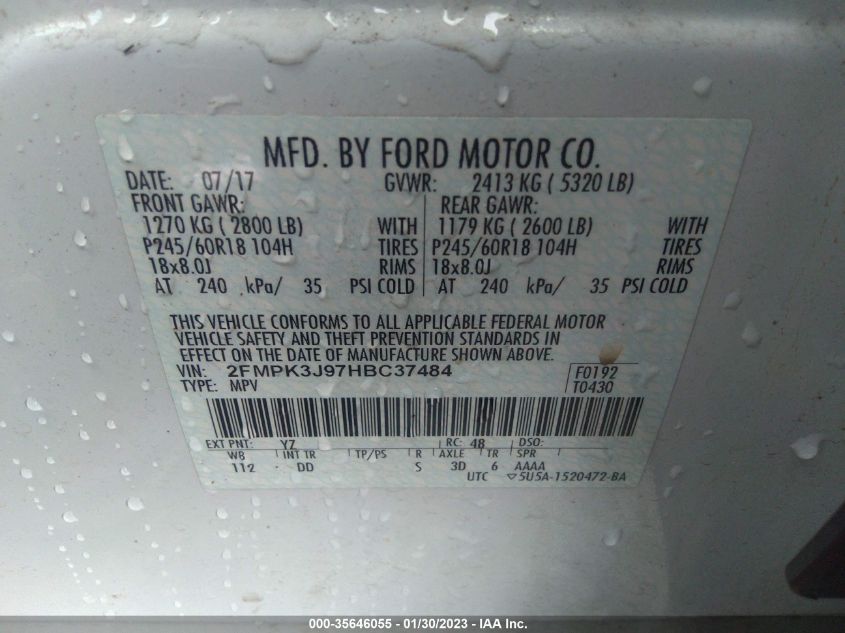 MFD. BY FORD MOTOR CO.
DATE: 07/17 GVWR: 2413 KG ( 5320 LB)
FRONT GAWR: REAR GAWR:
1270 KG ( 2800 LB) WITH 1179 KG ( 2600 LB) WITH
P245/60R18 104H TIRES P245/60R18 104H TIRES
18x8.0J RIMS 18x8.0J RIMS
AT 240 kPa/ 35 PSI COLD AT 240 kPa/ 35 PSI COLD
THIS VEHICLE CONFORMS TO ALL APPLICABLE FEDERAL MOTOR
VEHICLE SAFETY AND THEFT PREVENTION STANDARDS IN
EFFECT ON THE DATE OF MANUFACTURE SHOWN ABOVE.
VIN: 2FMPK3J97HBC37484 F0192
TYPE: MPV T0430
EXT PNT: YZ RC: 48 DSO:
WB INT TR TP/PS R AXLE TR SPR
112 DD S 3D 6 AAAA
UTC ▽5U5A-1520472-BA
000-35646055 - 01/30/2023 - 1 of 1